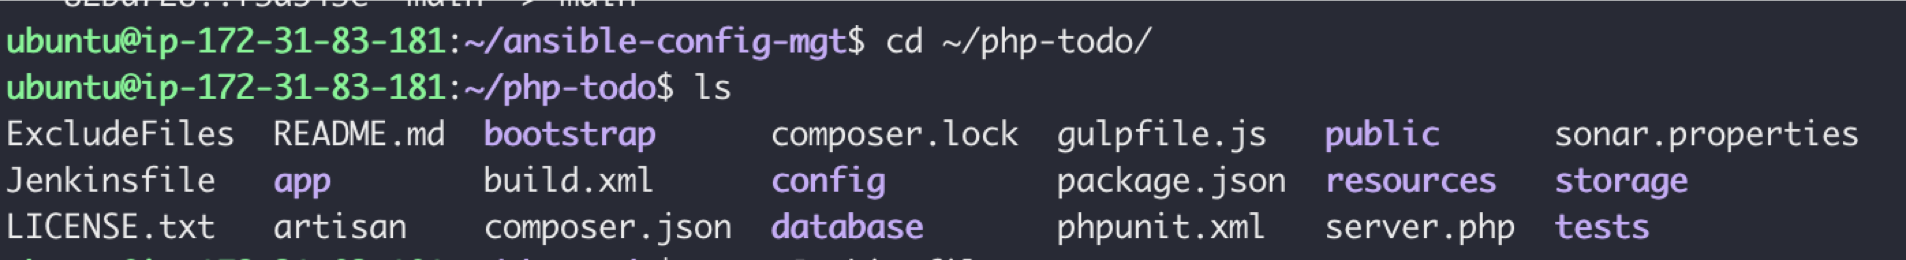 ubuntu@ip-172-31-83-181:~/ansible-config-mgt$ cd ~/php-todo/
ubuntu@ip-172-31-83-181:~/php-todo$ ls
ExcludeFiles README.md bootstrap composer.lock gulpfile.js public sonar.properties
Jenkinsfile app build.xml config package.json resources storage
LICENSE.txt artisan composer.json database phpunit.xml server.php tests